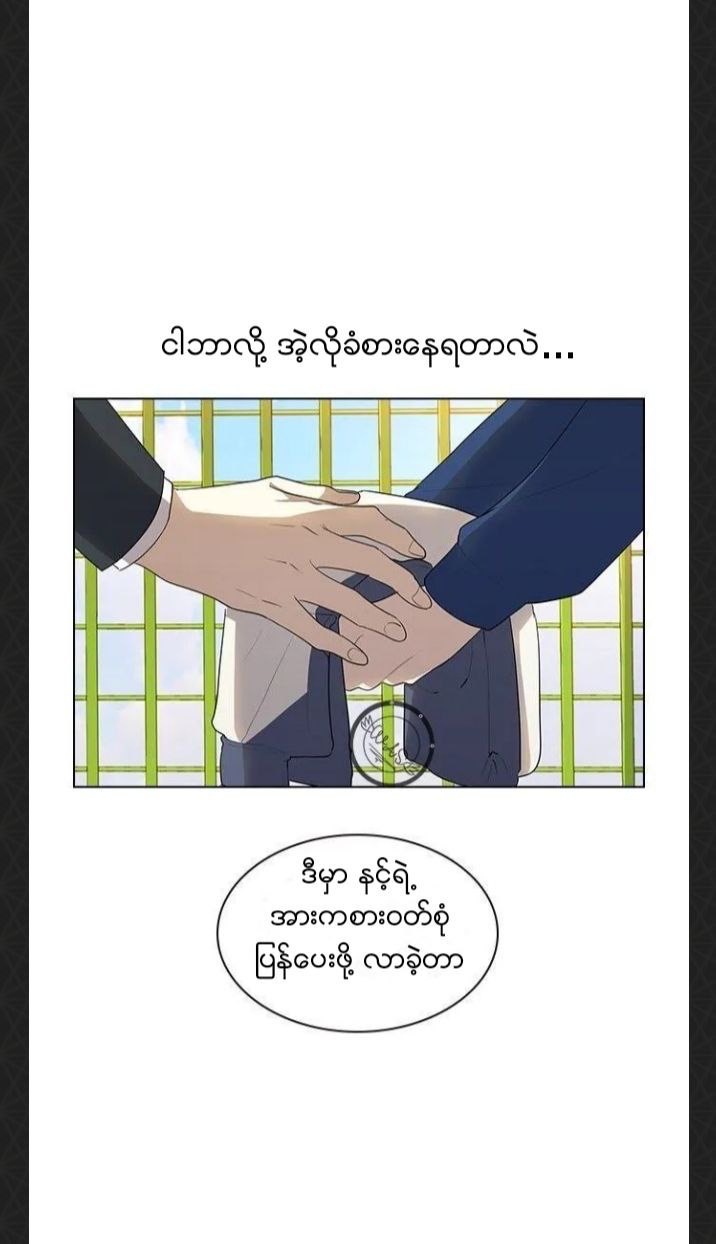 ငါဘာလို့ အဲ့လိုခံစားနေရတာလဲ...
ဒီမှာ နင့်ရဲ့
အားကစားဝတ်စုံ
ပြန်ပေးဖို့ လာခဲ့တာ